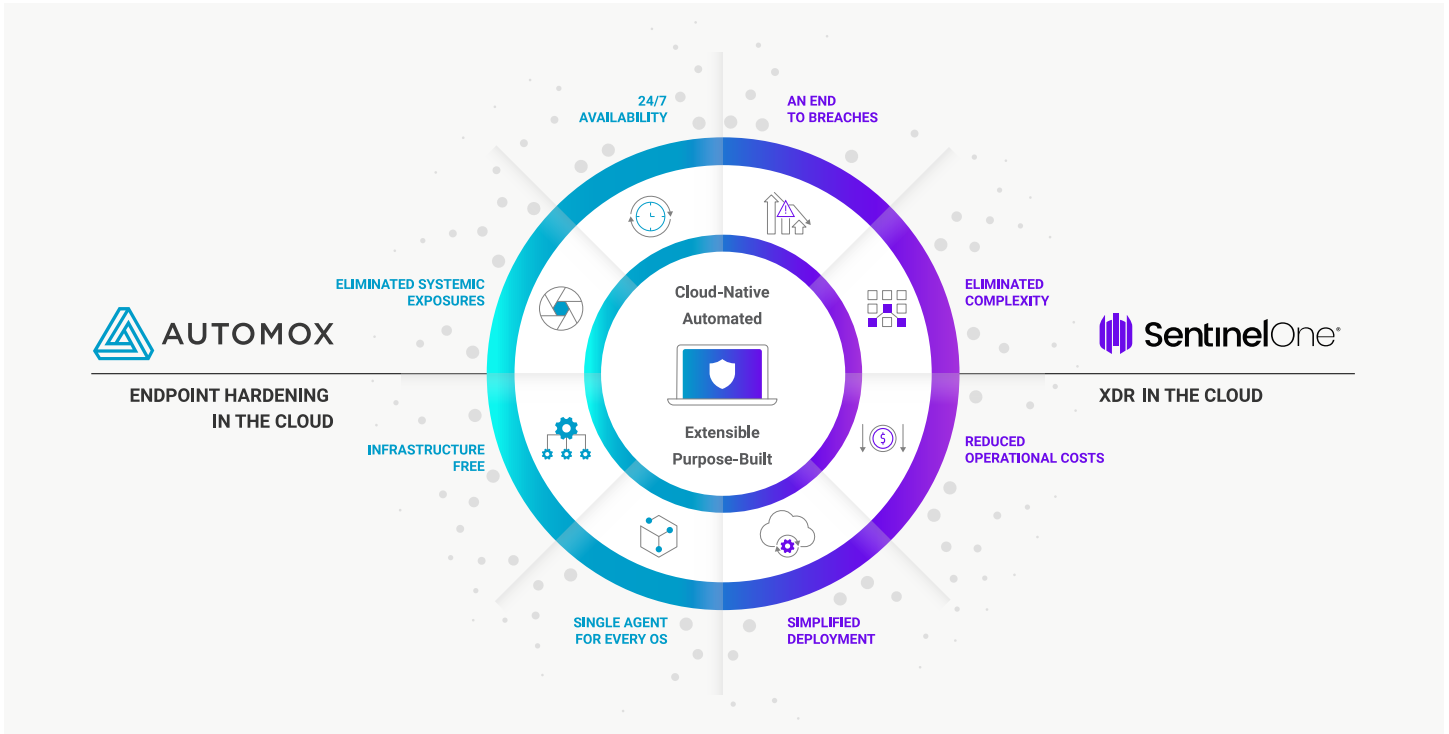 24/7
AVAILABILITY
AN END
TO BREACHES
ELIMINATED SYSTEMIC
EXPOSURES
Cloud-Native
Automated
ELIMINATED
COMPLEXITY
AUTOMOX
ENDPOINT HARDENING
IN THE CLOUD
SentinelOne®
XDR IN THE CLOUD
INFRASTRUCTURE
FREE
Extensible
Purpose-Built
$
REDUCED
OPERATIONAL COSTS
SINGLE AGENT
FOR EVERY OS
SIMPLIFIED
DEPLOYMENT